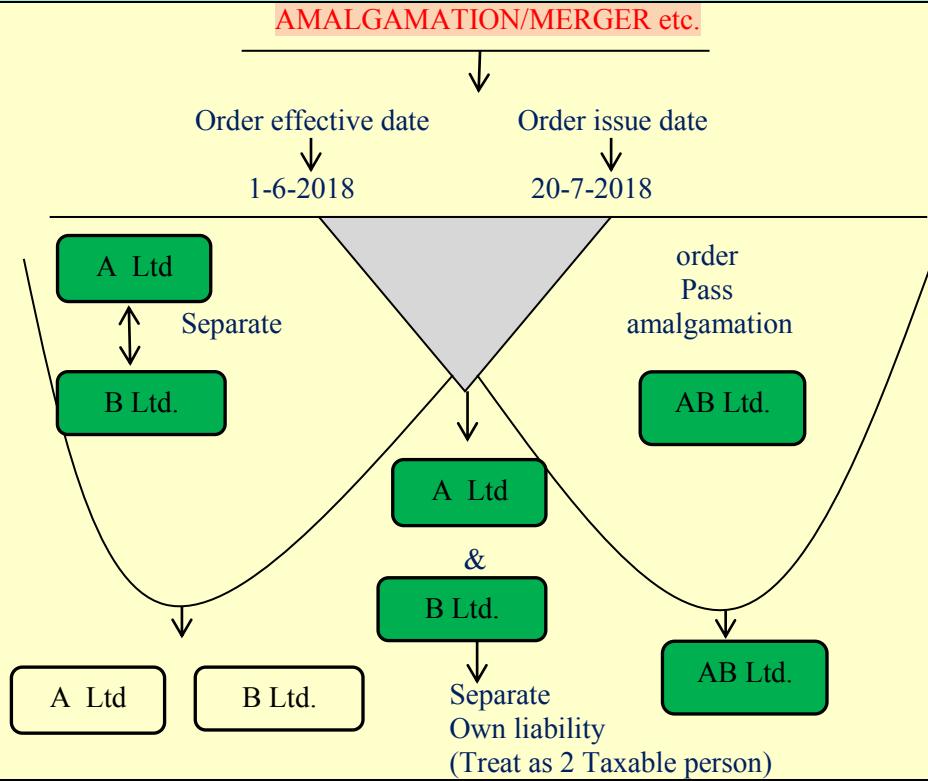 AMALGAMATION/MERGER etc.
Order effective date
Order issue date
1-6-2018
20-7-2018
A Ltd
Separate
B Ltd.
order
Pass
amalgamation
AB Ltd.
A Ltd
&
B Ltd.
Separate
Own liability
(Treat as 2 Taxable person)
A Ltd
B Ltd.
AB Ltd.